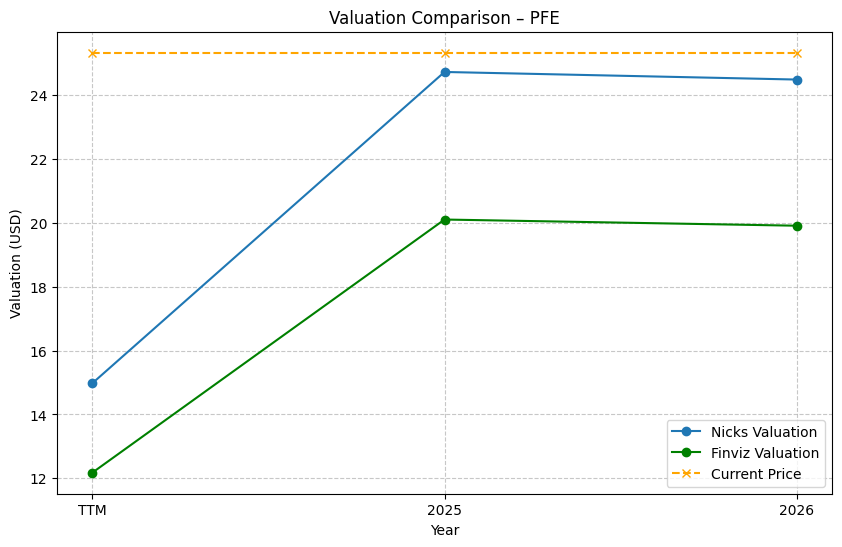 Valuation Comparison – PFE
Valuation (USD)
24
22
20
18
16
14
12
TTM
2025
2026
Year
Nicks Valuation
Finviz Valuation
Current Price